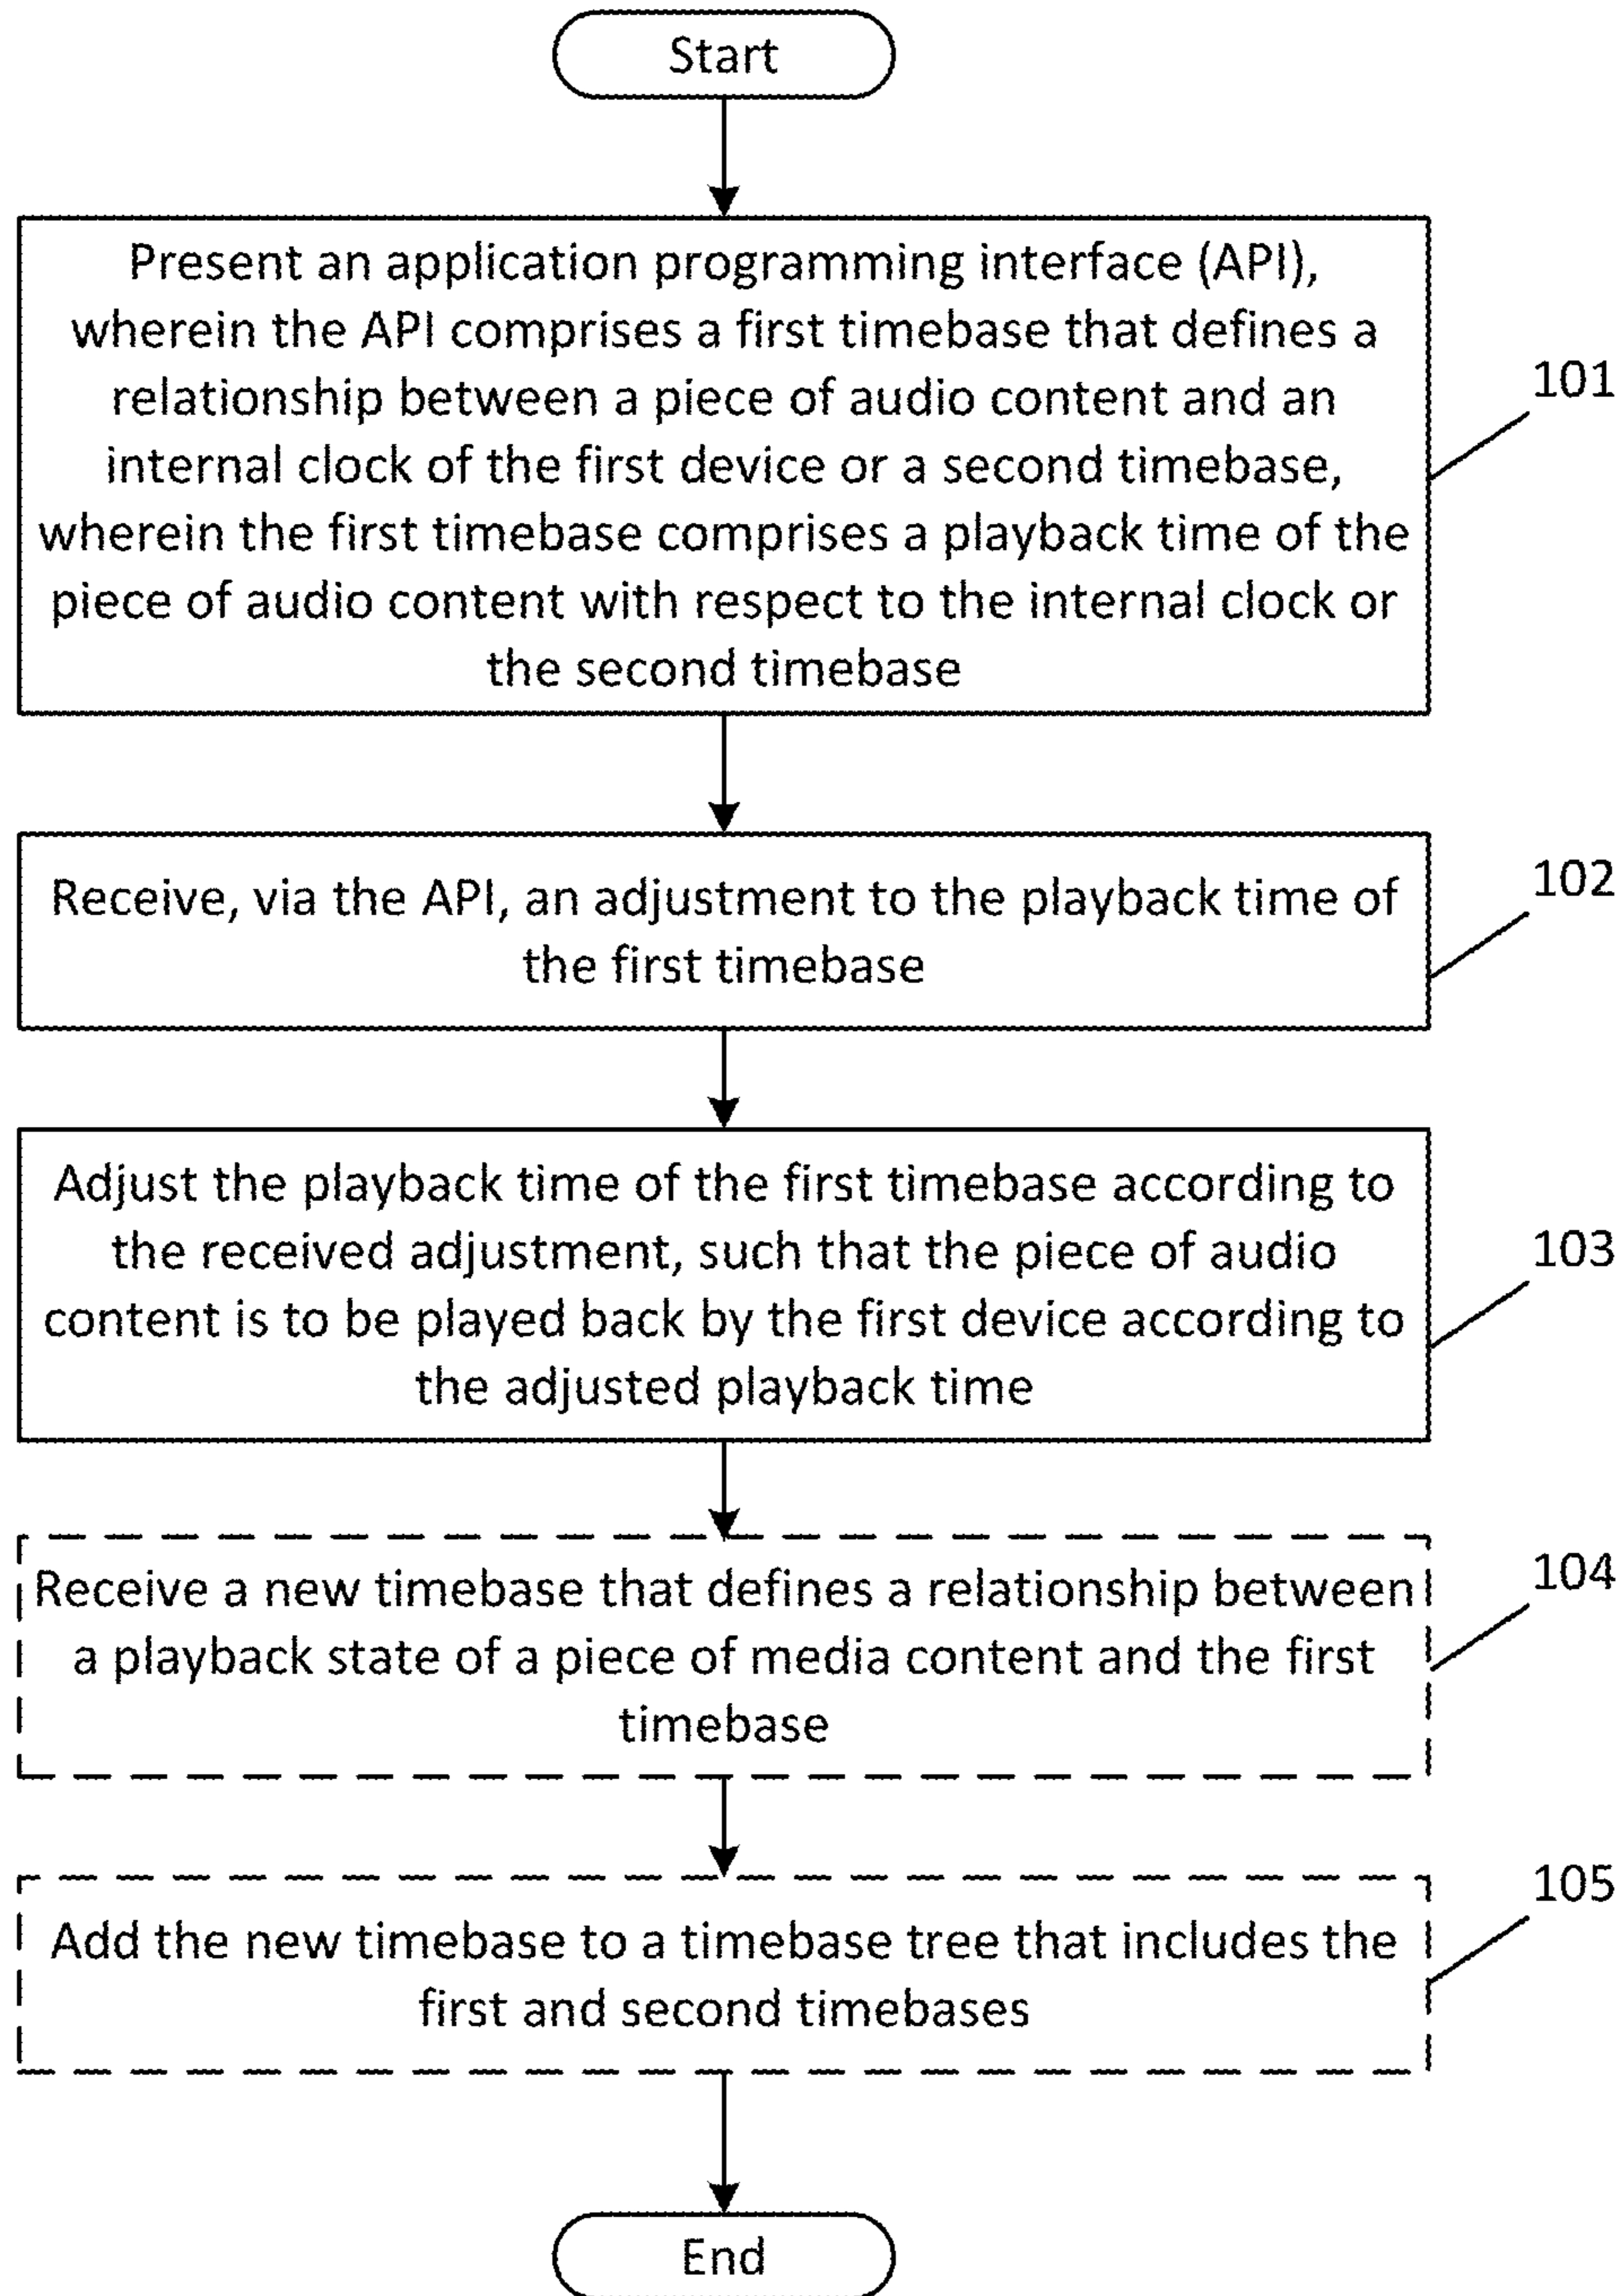 Start
Present an application programming interface (API),
wherein the API comprises a first timebase that defines a
relationship between a piece of audio content and an
internal clock of the first device or a second timebase,
wherein the first timebase comprises a playback time of the
piece of audio content with respect to the internal clock or
the second timebase
101
Receive, via the API, an adjustment to the playback time of
the first timebase
102
Adjust the playback time of the first timebase according to
the received adjustment, such that the piece of audio
content is to be played back by the first device according to
the adjusted playback time
103
Receive a new timebase that defines a relationship between
a playback state of a piece of media content and the first
timebase
104
Add the new timebase to a timebase tree that includes the
first and second timebases
105
End